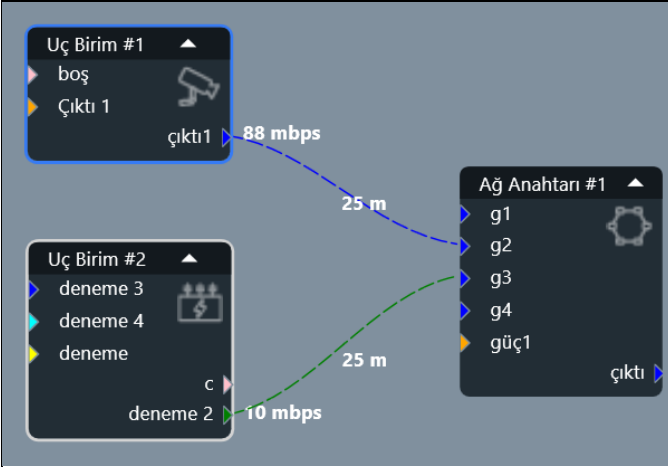 Uç Birim #1
boş
Çıktı 1
çıktı1
88 mbps
25 m
Ağ Anahtarı #1
g1
g2
g3
g4
güç1
çıktı
Uç Birim #2
deneme 3
deneme 4
deneme
c
deneme 2
10 mbps
25 m